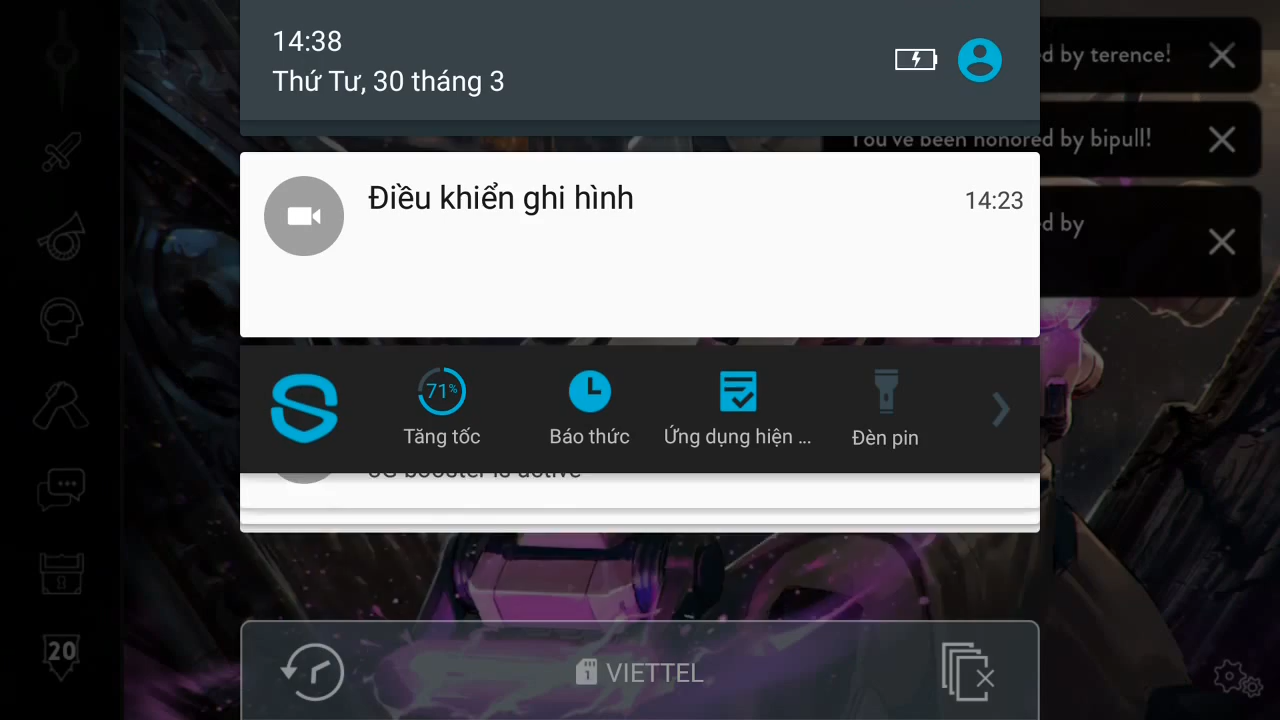 14:38
Thứ Tư, 30 tháng 3
d by terence!
You've been honored by bipull!
Điều khiển ghi hình
14:23
d by
71%
Tăng tốc
Báo thức
Ứng dụng hiện ...
Đèn pin
booster is active
20
1 VIETTEL